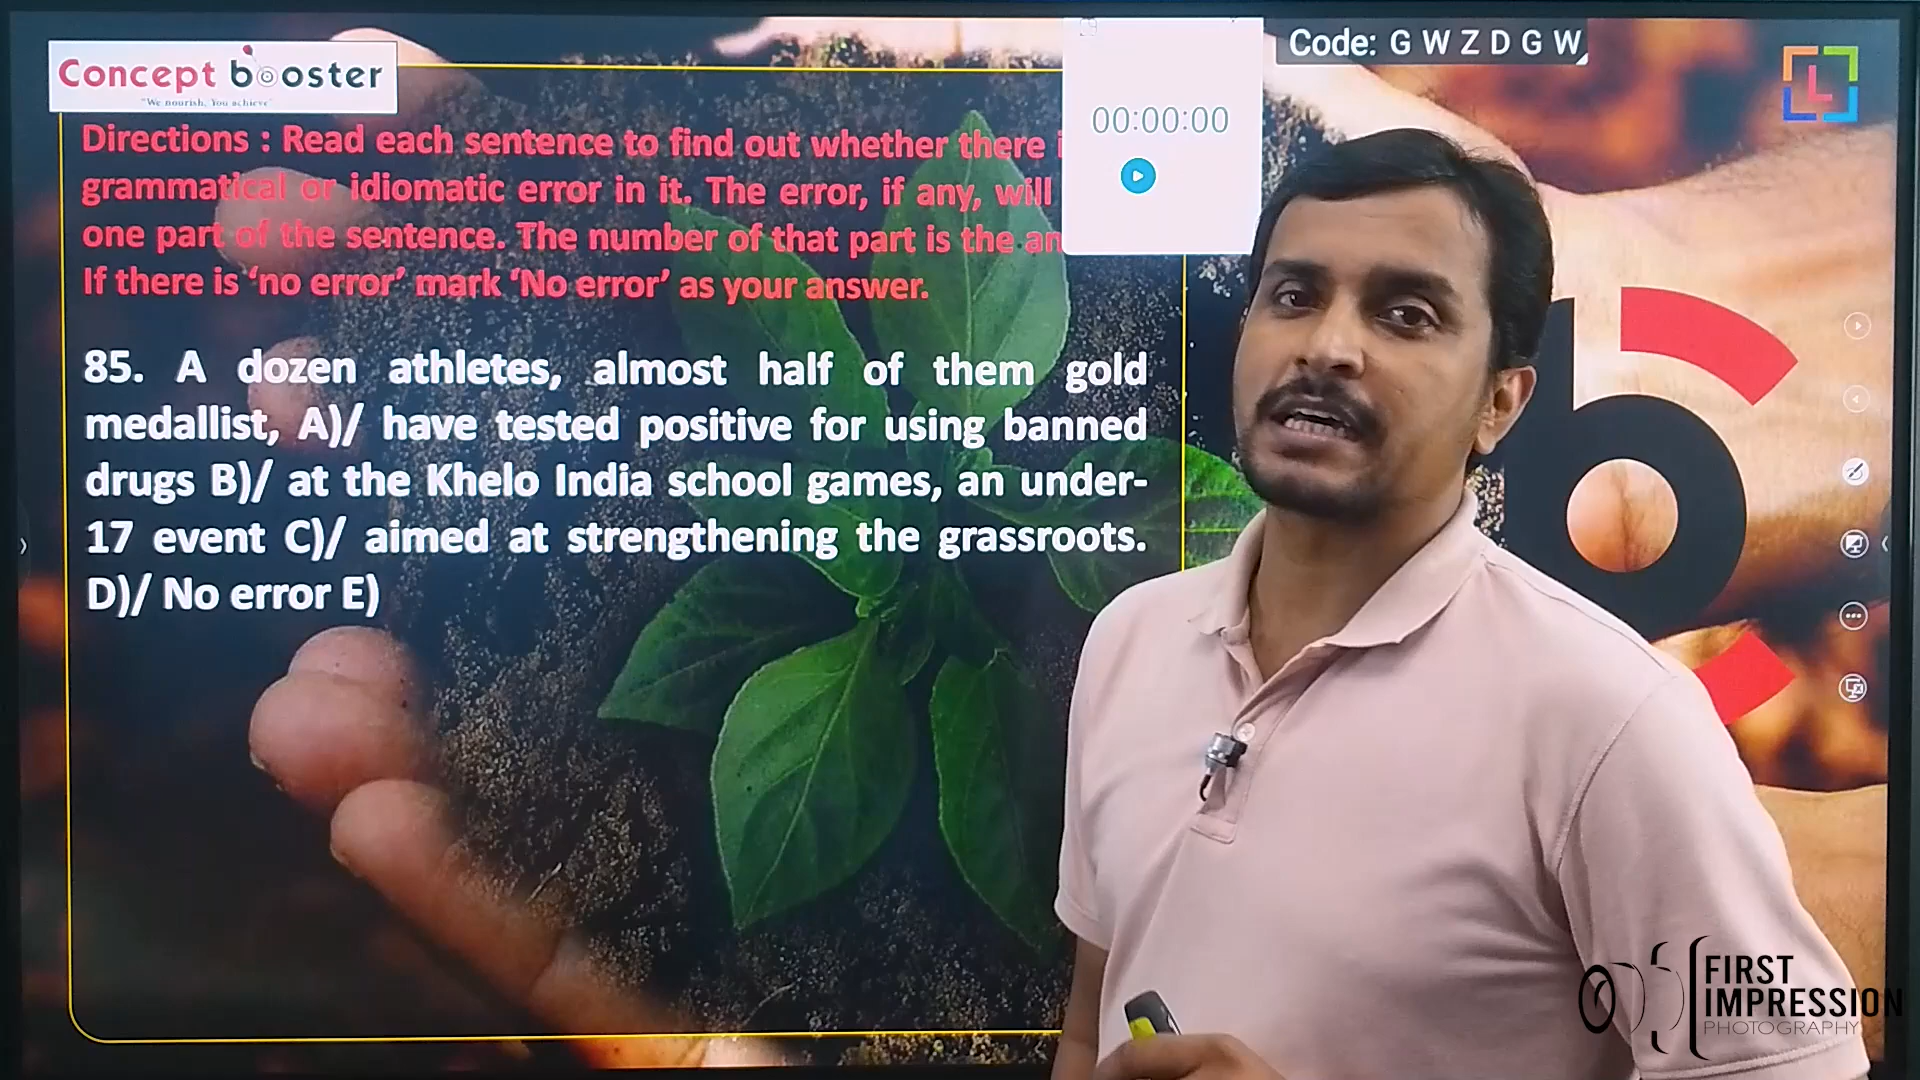 Concept booster
"We nourish, You achieve"
Code: G W Z D G W
00:00:00
L
Directions : Read each sentence to find out whether there
grammatical or idiomatic error in it. The error, if any, will
one part of the sentence. The number of that part is the
If there is ‘no error’ mark ‘No error’ as your answer.
85. A dozen athletes, almost half of them gold
medallist, A)/ have tested positive for using banned
drugs B)/ at the Khelo India school games, an under-
17 event C)/ aimed at strengthening the grassroots.
D)/ No error E)
b
FIRST
IMPRESSION
PHOTOGRAPHY